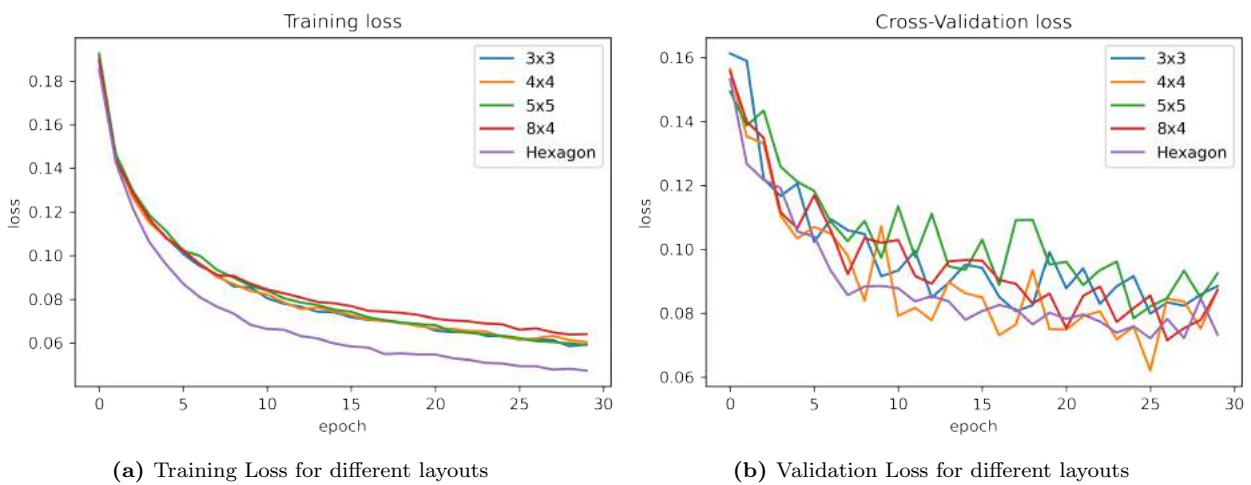 Training loss
loss
0.18
0.16
0.14
0.12
0.10
0.08
0.06
3x3
4x4
5x5
8x4
Hexagon
0 5 10 15 20 25 30
epoch
(a) Training Loss for different layouts
Cross-Validation loss
loss
0.16
0.14
0.12
0.10
0.08
0.06
3x3
4x4
5x5
8x4
Hexagon
0 5 10 15 20 25 30
epoch
(b) Validation Loss for different layouts